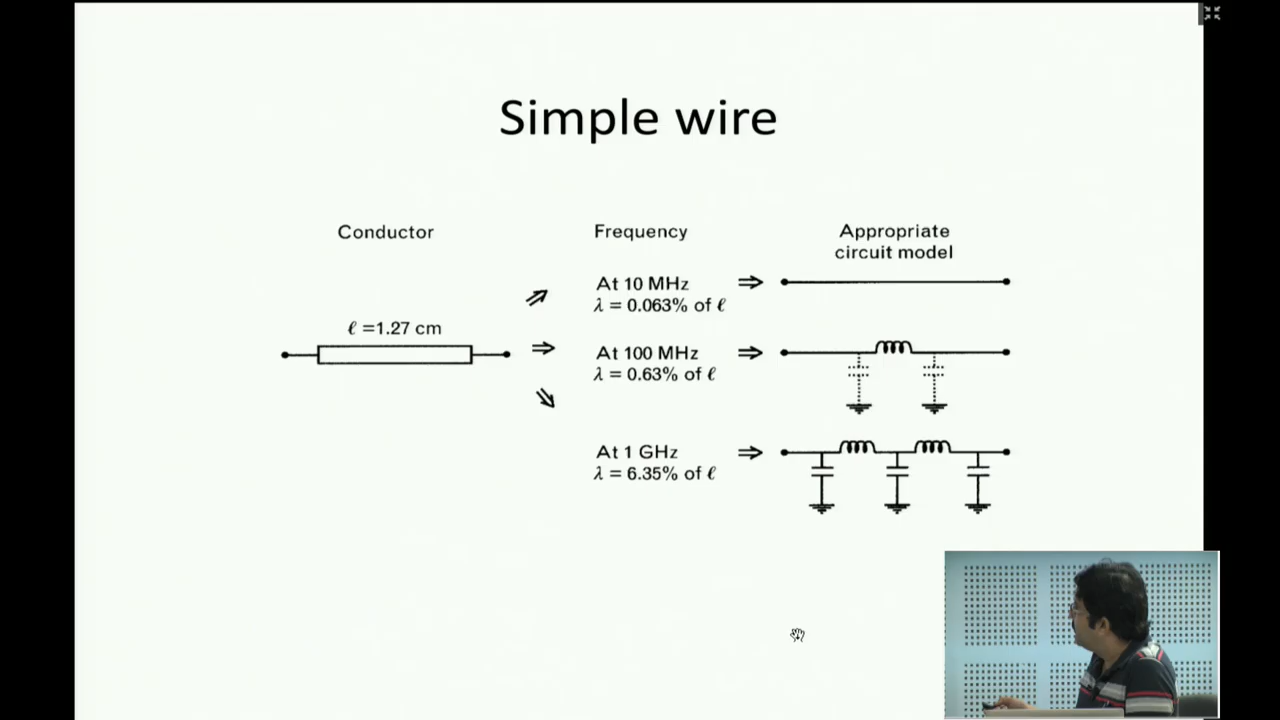 Simple wire
Conductor
Frequency
Appropriate
circuit model
ℓ =1.27 cm
At 10 MHz
λ = 0.063% of ℓ
At 100 MHz
λ = 0.63% of ℓ
At 1 GHz
λ = 6.35% of ℓ